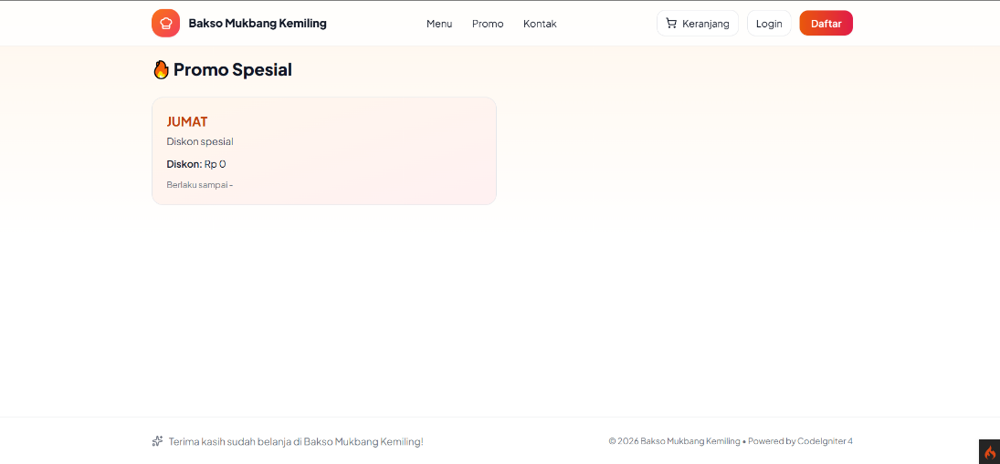 Bakso Mukbang Kemiling
Menu
Promo
Kontak
Keranjang
Login
Daftar
Promo Spesial
JUMAT
Diskon spesial
Diskon: Rp 0
Berlaku sampai -
Terima kasih sudah belanja di Bakso Mukbang Kemiling!
© 2026 Bakso Mukbang Kemiling • Powered by CodeIgniter 4